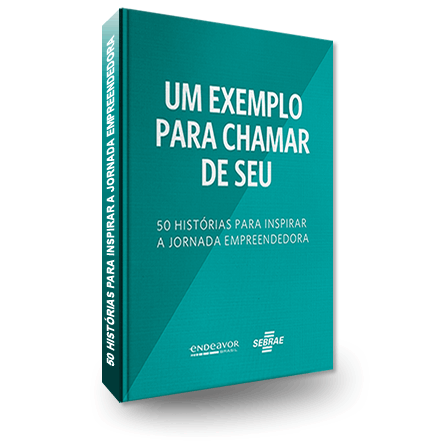 50 HISTÓRIAS PARA INSPIRAR A JORNADA EMPREENDEDORA
UM EXEMPLO
PARA CHAMAR
DE SEU
50 HISTÓRIAS PARA INSPIRAR
A JORNADA EMPREENDEDORA
eNDeAVOR
BRASIL
SEBRAE